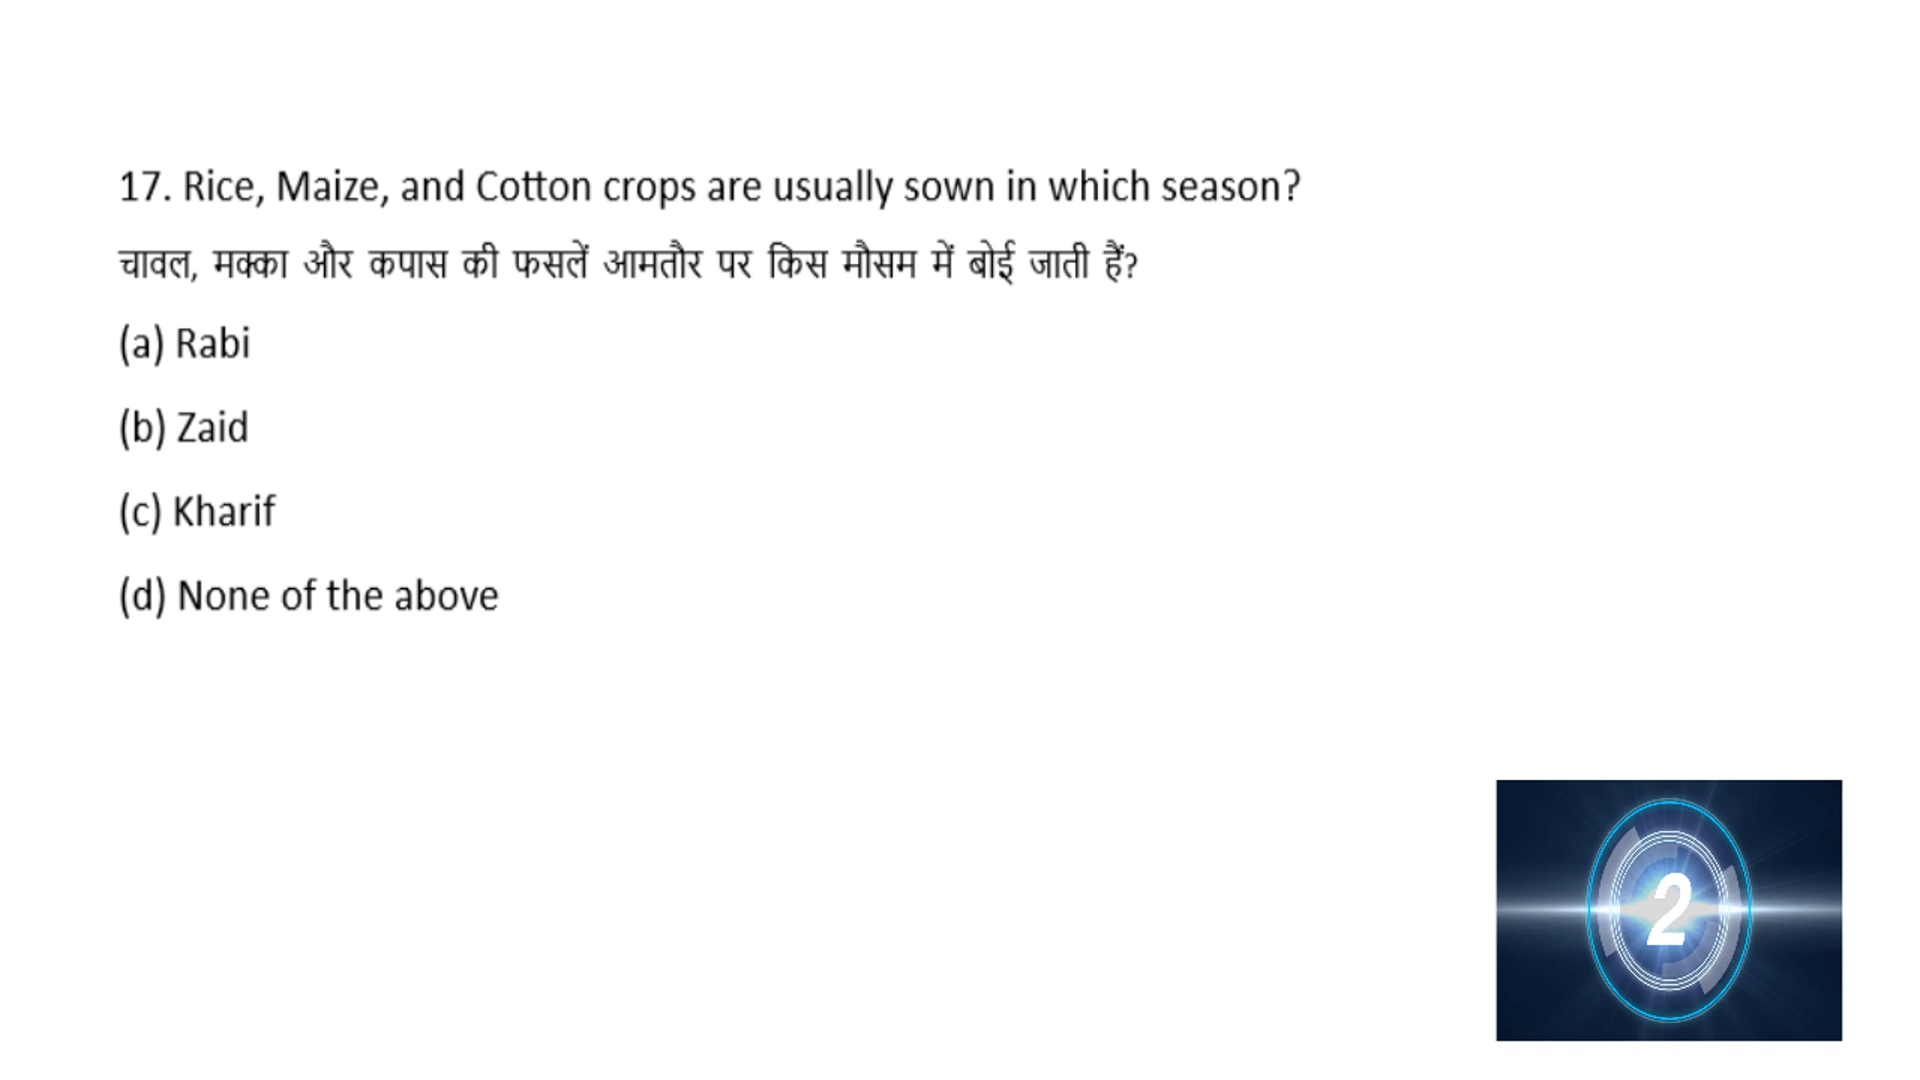 17. Rice, Maize, and Cotton crops are usually sown in which season?
चावल, मक्का और कपास की फसलें आमतौर पर किस मौसम में बोई जाती हैं?
(a) Rabi
(b) Zaid
(c) Kharif
(d) None of the above
2